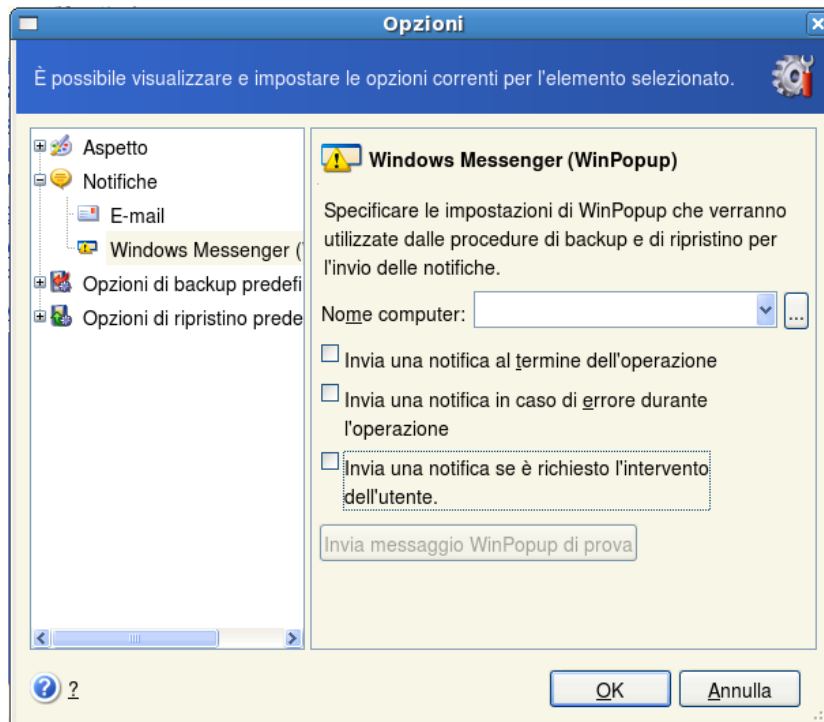 Opzioni
È possibile visualizzare e impostare le opzioni correnti per l'elemento selezionato.
Aspetto
Notifiche
E-mail
Windows Messenger (
Opzioni di backup predefi
Opzioni di ripristino prede
Windows Messenger (WinPopup)
Specificare le impostazioni di WinPopup che verranno
utilizzate dalle procedure di backup e di ripristino per
l'invio delle notifiche.
Nome computer:
...
Invia una notifica al termine dell'operazione
Invia una notifica in caso di errore durante
l'operazione
Invia una notifica se è richiesto l'intervento
dell'utente.
Invia messaggio WinPopup di prova
?
OK
Annulla